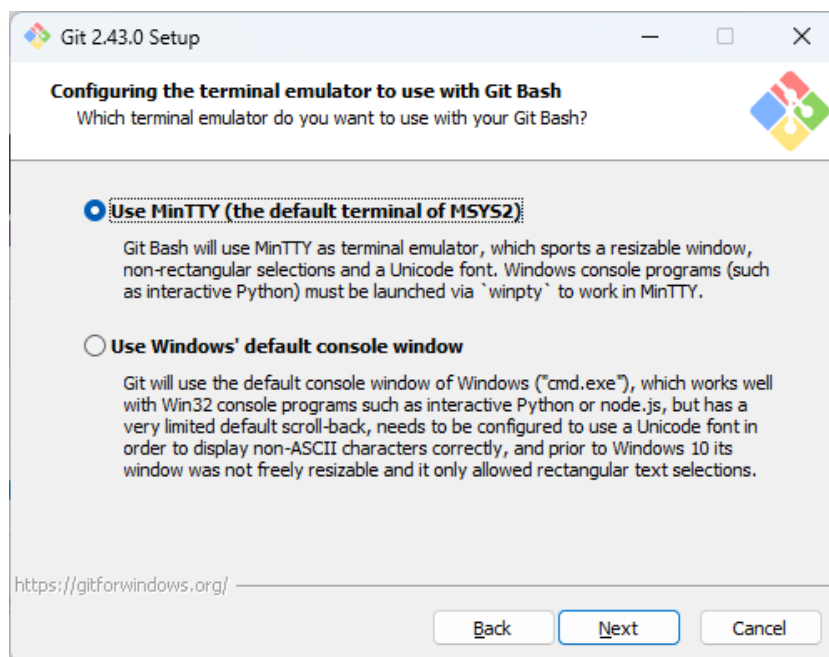 Git 2.43.0 Setup
Configuring the terminal emulator to use with Git Bash
Which terminal emulator do you want to use with your Git Bash?
Use MinTTY (the default terminal of MSYS2)
Git Bash will use MinTTY as terminal emulator, which sports a resizable window,
non-rectangular selections and a Unicode font. Windows console programs (such
as interactive Python) must be launched via `winpty` to work in MinTTY.
Use Windows' default console window
Git will use the default console window of Windows ("cmd.exe"), which works well
with Win32 console programs such as interactive Python or node.js, but has a
very limited default scroll-back, needs to be configured to use a Unicode font in
order to display non-ASCII characters correctly, and prior to Windows 10 its
window was not freely resizable and it only allowed rectangular text selections.
https://gitforwindows.org/
Back Next Cancel